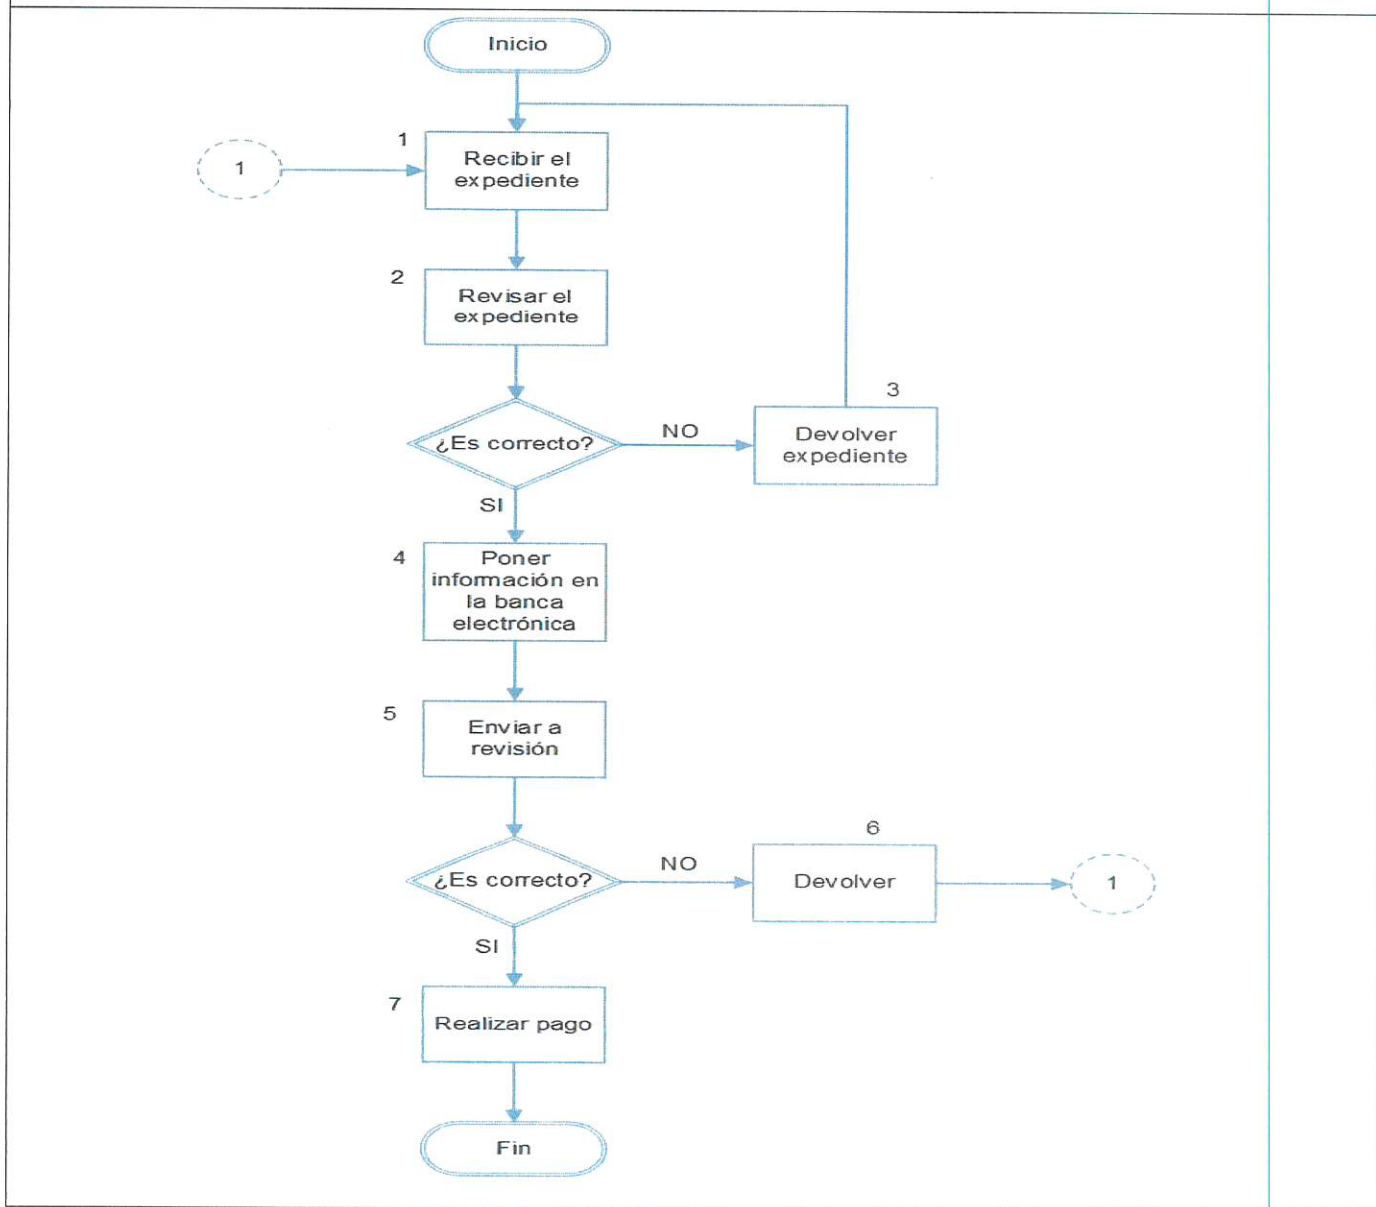 Inicio
1
1
Recibir el
expediente
2
Revisar el
expediente
3
¿Es correcto?
NO
Devolver
expediente
SI
4
Poner
información en
la banca
electrónica
5
Enviar a
revisión
6
¿Es correcto?
NO
Devolver
1
SI
7
Realizar pago
Fin